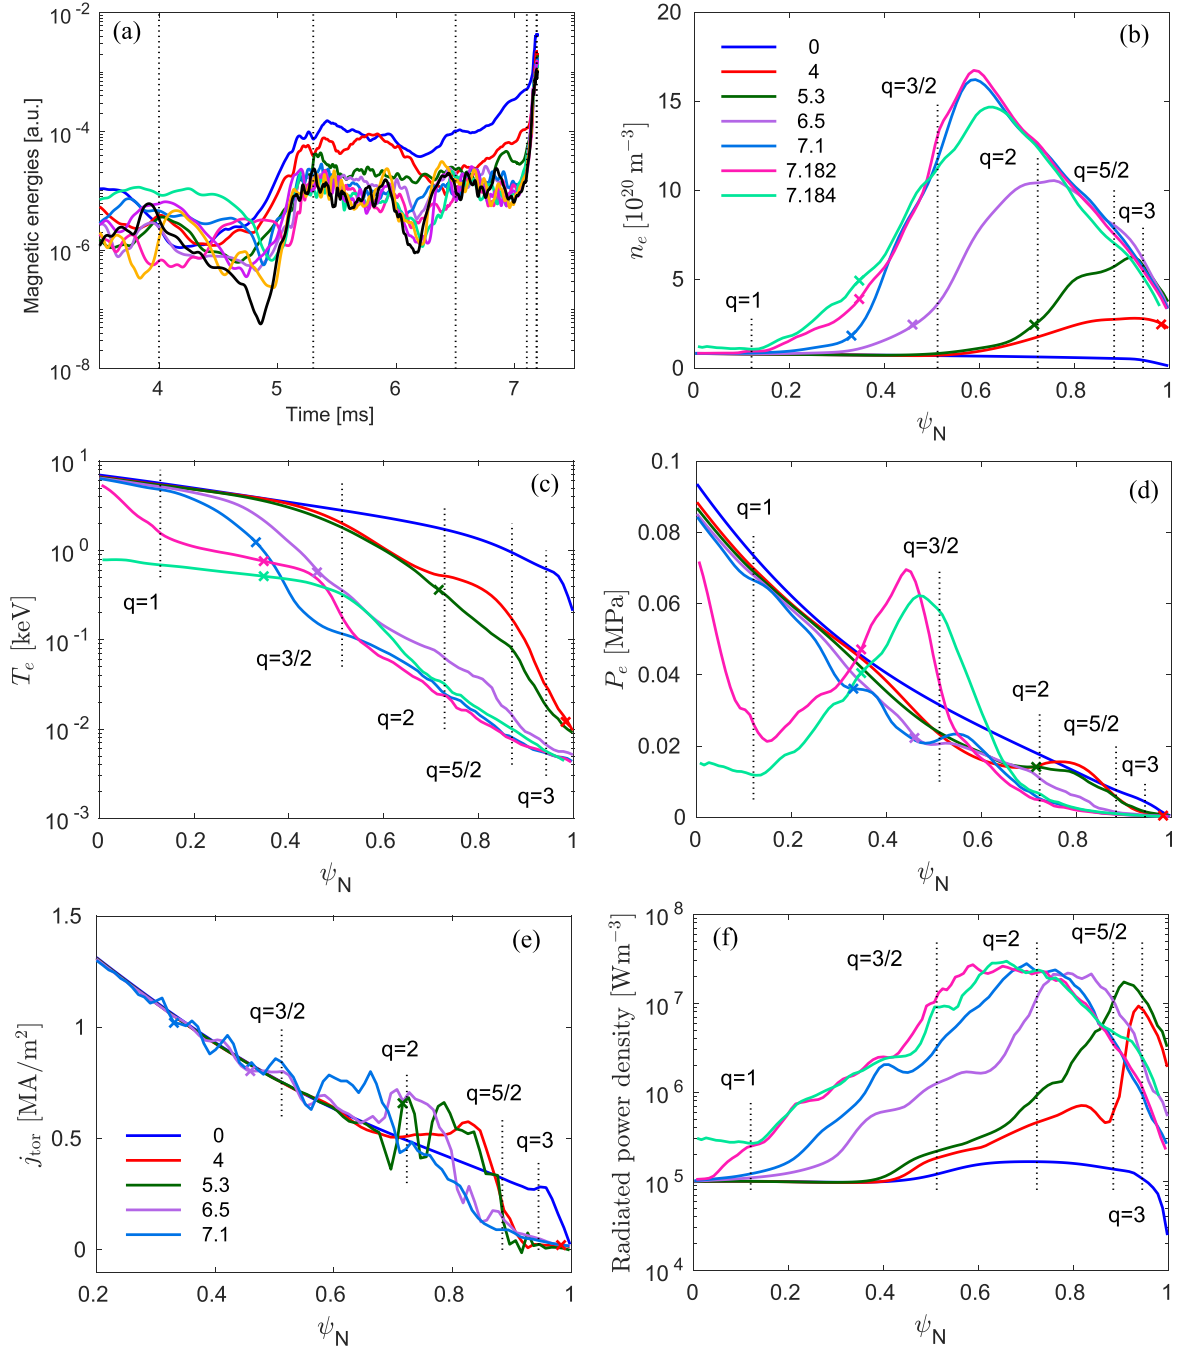 (a)
Magnetic energies [a.u.]
10^-2
10^-4
10^-6
10^-8
4 5 6 7
Time [ms]
(b)
n_e [10^20 m^-3]
20
15
10
5
0
0
4
5.3
6.5
7.1
7.182
7.184
q=3/2
q=2
q=5/2
q=3
q=1
0 0.2 0.4 0.6 0.8 1
ψ_N
(c)
T_e [keV]
10^1
10^0
10^-1
10^-2
10^-3
q=1
q=3/2
q=2
q=5/2
q=3
0 0.2 0.4 0.6 0.8 1
ψ_N
(d)
P_e [MPa]
0.1
0.08
0.06
0.04
0.02
0
q=1
q=3/2
q=2
q=5/2
q=3
0 0.2 0.4 0.6 0.8 1
ψ_N
(e)
j_tor [MA/m^2]
1.5
1
0.5
0
q=3/2
q=2
q=5/2
q=3
0
4
5.3
6.5
7.1
0.2 0.4 0.6 0.8 1
ψ_N
(f)
Radiated power density [Wm^-3]
10^8
10^7
10^6
10^5
10^4
q=5/2
q=2
q=3/2
q=1
q=3
0 0.2 0.4 0.6 0.8 1
ψ_N